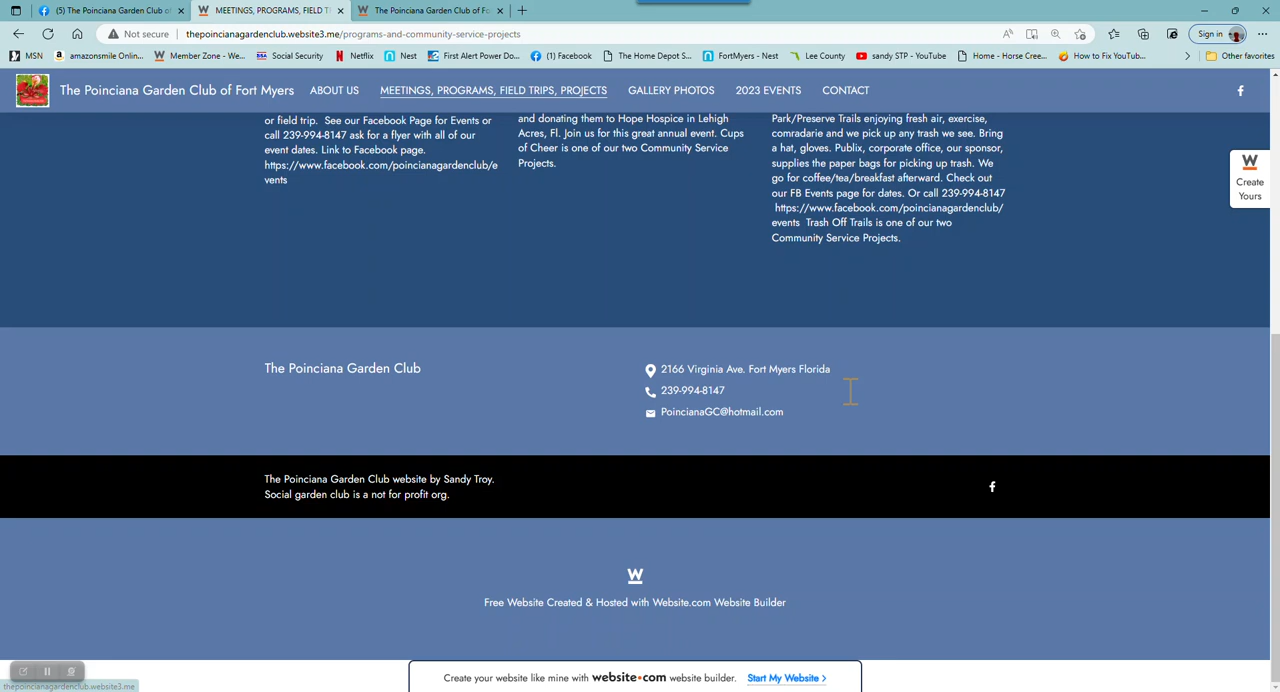 (5) The Poinciana Garden Club of
MEETINGS, PROGRAMS, FIELD T
The Poinciana Garden Club of Fo
Not secure
thepoincianagardenclub.website3.me/programs-and-community-service-projects
Sign in
MSN
amazonsmile Onlin...
Member Zone - We...
Social Security
Netflix
Nest
First Alert Power Do...
(1) Facebook
The Home Depot S...
FortMyers - Nest
Lee County
sandy STP - YouTube
Home - Horse Cree...
How to Fix YouTub...
Other favorites
The Poinciana Garden Club of Fort Myers
ABOUT US
MEETINGS, PROGRAMS, FIELD TRIPS, PROJECTS
GALLERY PHOTOS
2023 EVENTS
CONTACT
or field trip. See our Facebook Page for Events or
call 239-994-8147 ask for a flyer with all of our
event dates. Link to Facebook page.
https://www.facebook.com/poincianagardenclub/e
vents
and donating them to Hope Hospice in Lehigh
Acres, Fl. Join us for this great annual event. Cups
of Cheer is one of our two Community Service
Projects.
Park/Preserve Trails enjoying fresh air, exercise,
comradarie and we pick up any trash we see. Bring
a hat, gloves. Publix, corporate office, our sponsor,
supplies the paper bags for picking up trash. We
go for coffee/tea/breakfast afterward. Check out
our FB Events page for dates. Or call 239-994-8147
https://www.facebook.com/poincianagardenclub/
events Trash Off Trails is one of our two
Community Service Projects.
W
Create
Yours
The Poinciana Garden Club
2166 Virginia Ave. Fort Myers Florida
239-994-8147
PoincianaGC@hotmail.com
The Poinciana Garden Club website by Sandy Troy.
Social garden club is a not for profit org.
W
Free Website Created & Hosted with Website.com Website Builder
Create your website like mine with website.com website builder. Start My Website >
thepoincianagardenclub.website3.me